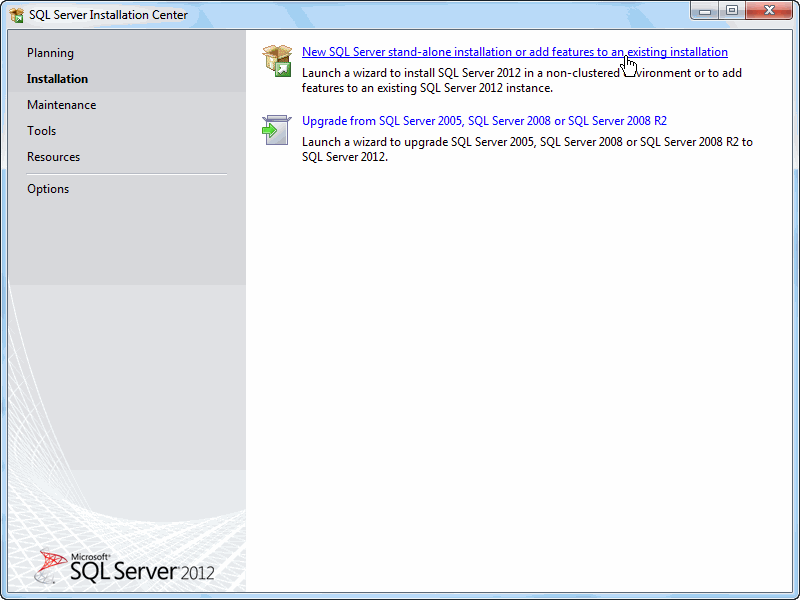 SQL Server Installation Center
Planning
Installation
Maintenance
Tools
Resources
Options
New SQL Server stand-alone installation or add features to an existing installation
Launch a wizard to install SQL Server 2012 in a non-clustered environment or to add
features to an existing SQL Server 2012 instance.
Upgrade from SQL Server 2005, SQL Server 2008 or SQL Server 2008 R2
Launch a wizard to upgrade SQL Server 2005, SQL Server 2008 or SQL Server 2008 R2 to
SQL Server 2012.
Microsoft®
SQL Server 2012